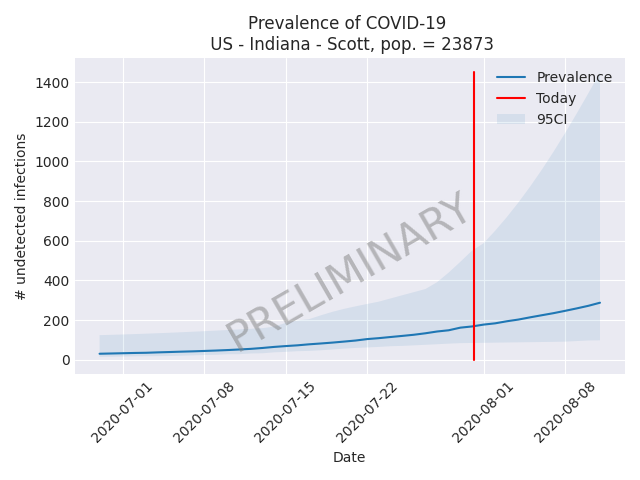 Prevalence of COVID-19
US - Indiana - Scott, pop. = 23873
Prevalence
Today
95CI
PRELIMINARY
# undetected infections
1400
1200
1000
800
600
400
200
0
2020-07-01
2020-07-08
2020-07-15
2020-07-22
2020-08-01
2020-08-08
Date